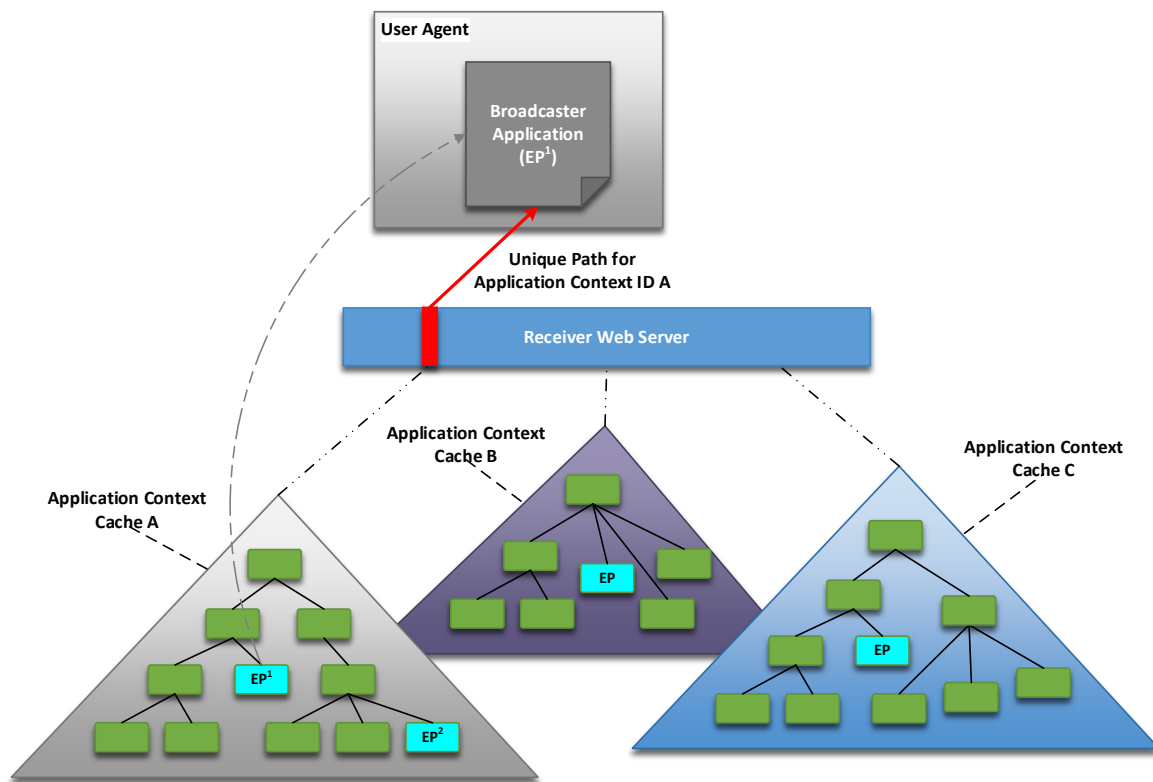 User Agent
Broadcaster
Application
(EP¹)
Unique Path for
Application Context ID A
Receiver Web Server
Application Context
Cache B
Application Context
Cache C
Application Context
Cache A
EP
EP
EP¹
EP²